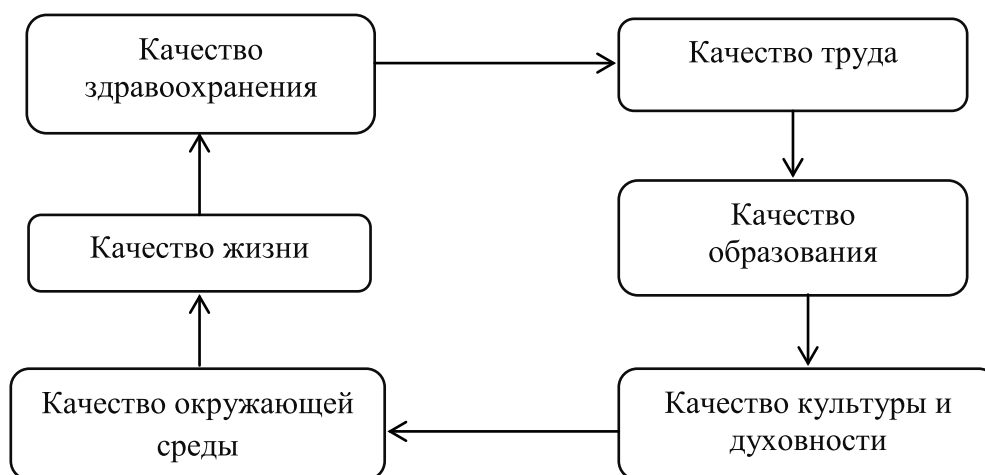 Качество
здравоохранения
Качество труда
Качество
образования
Качество жизни
Качество окружающей
среды
Качество культуры и
духовности